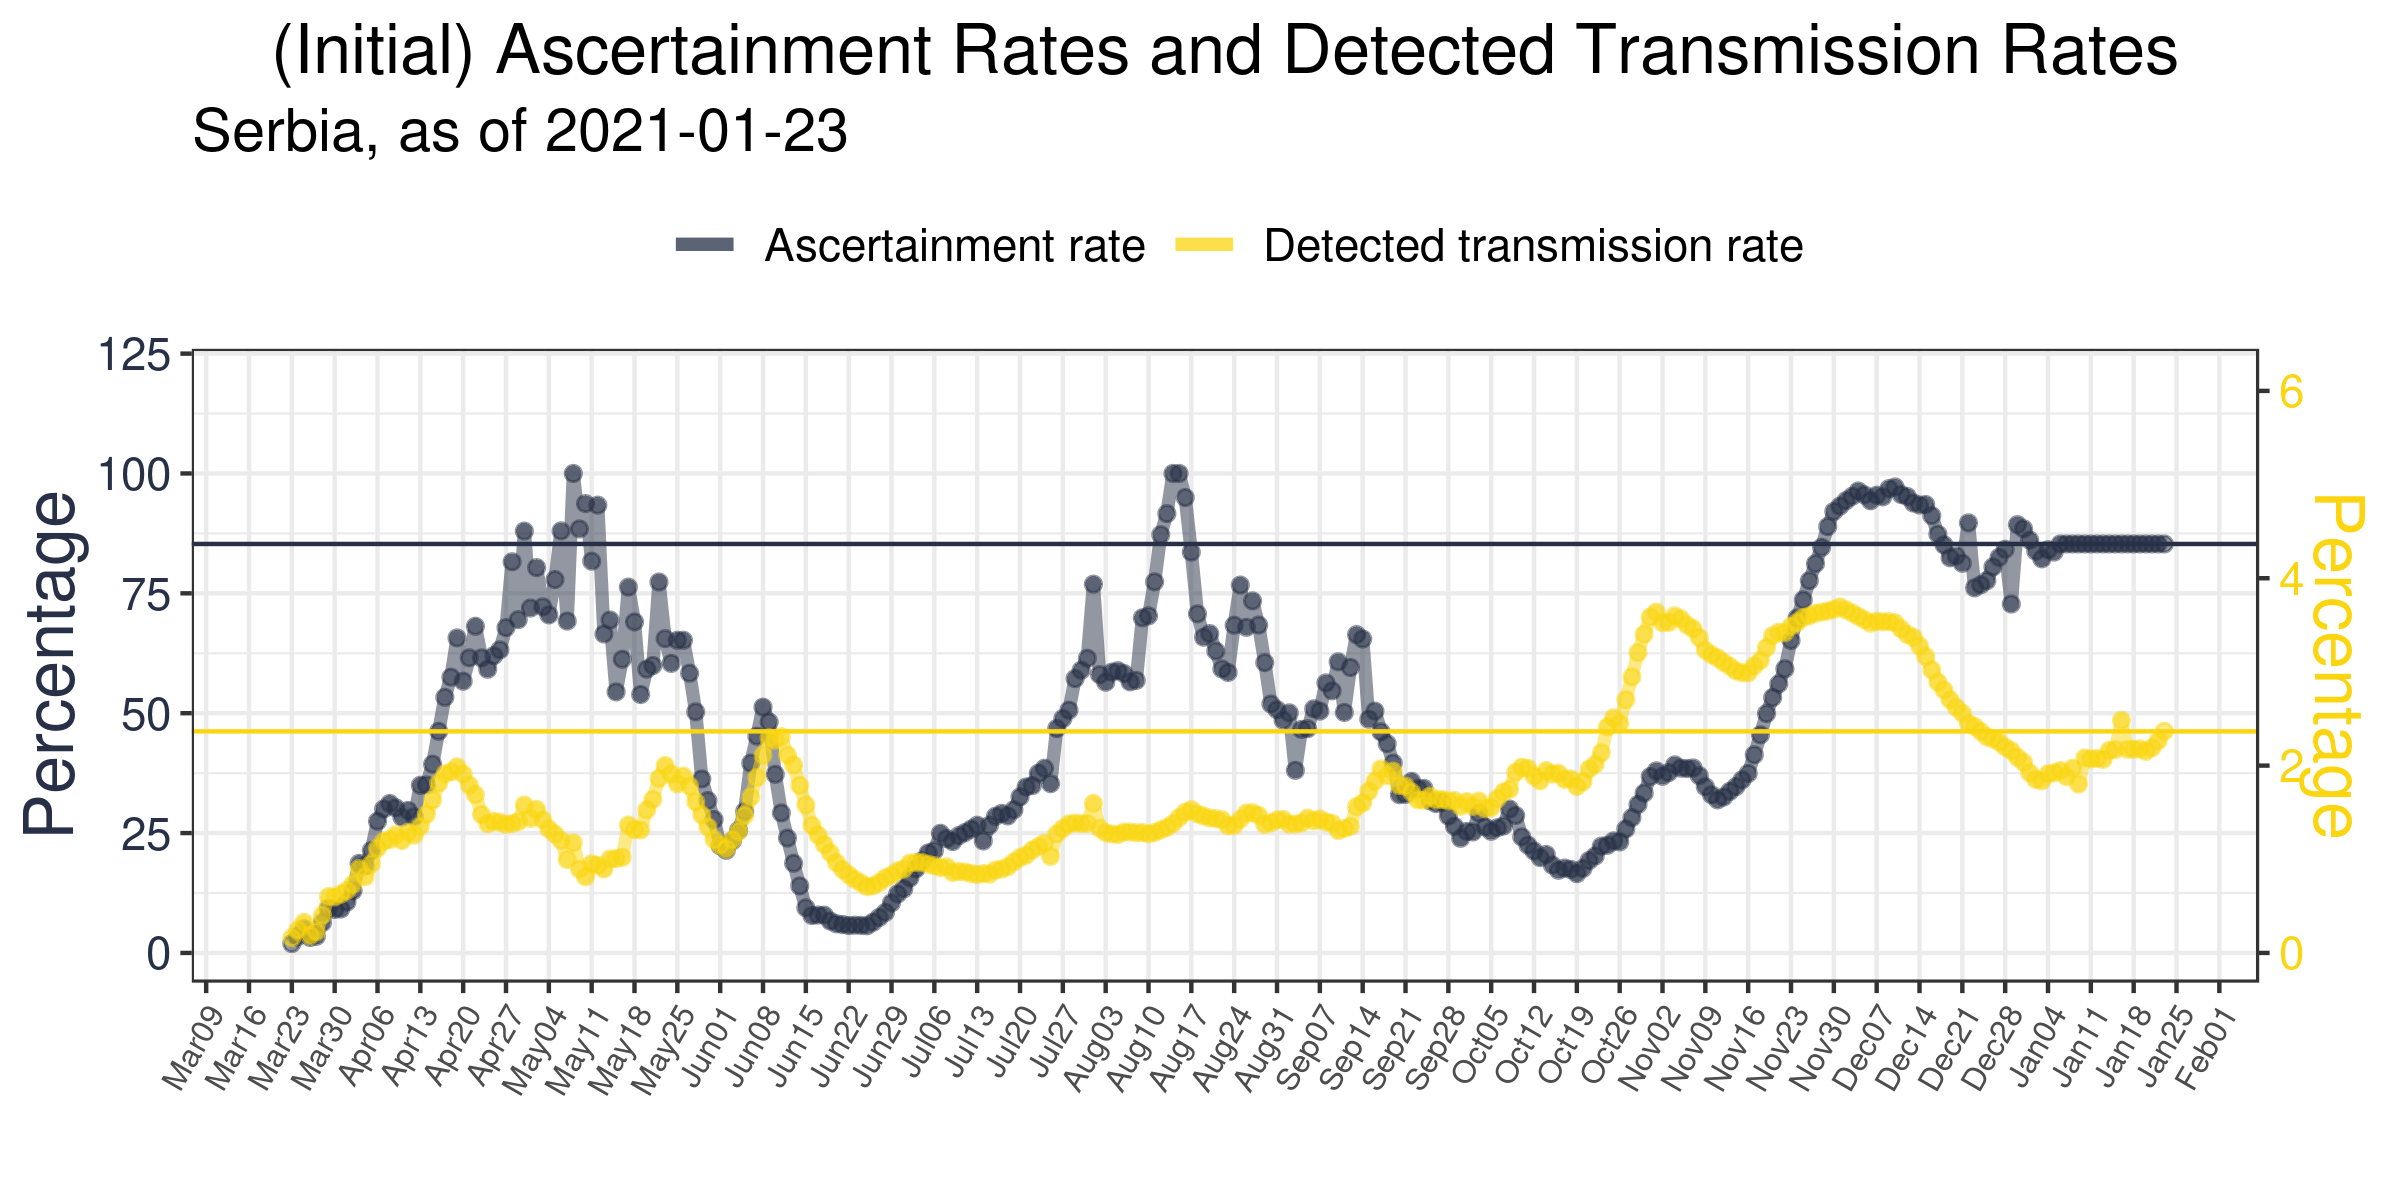 (Initial) Ascertainment Rates and Detected Transmission Rates
Serbia, as of 2021-01-23
Ascertainment rate
Detected transmission rate
125
100
75
50
25
0
Percentage
6
4
2
0
Percentage
Mar09
Mar16
Mar23
Mar30
Apr06
Apr13
Apr20
Apr27
May04
May11
May18
May25
Jun01
Jun08
Jun15
Jun22
Jun29
Jul06
Jul13
Jul20
Jul27
Aug03
Aug10
Aug17
Aug24
Aug31
Sep07
Sep14
Sep21
Sep28
Oct05
Oct12
Oct19
Oct26
Nov02
Nov09
Nov16
Nov23
Nov30
Dec07
Dec14
Dec21
Dec28
Jan04
Jan11
Jan18
Jan25
Feb01